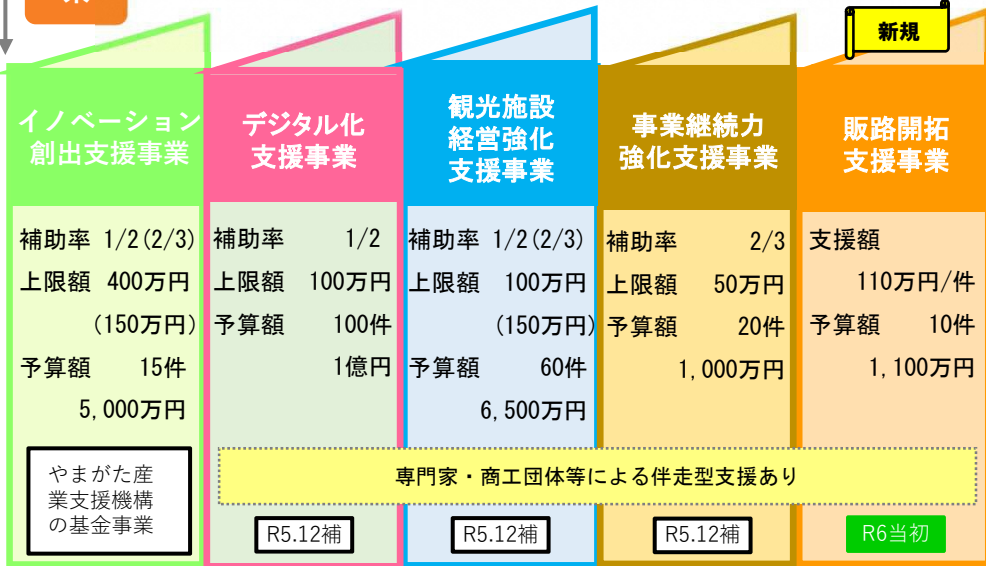 業
新規
イノベーション
創出支援事業
補助率 1/2(2/3)
上限額 400万円
(150万円)
予算額 15件
5,000万円
やまがた産
業支援機構
の基金事業
デジタル化
支援事業
補助率 1/2
上限額 100万円
予算額 100件
1億円
観光施設
経営強化
支援事業
補助率 1/2(2/3)
上限額 100万円
(150万円)
予算額 60件
6,500万円
事業継続力
強化支援事業
補助率 2/3
上限額 50万円
予算額 20件
1,000万円
販路開拓
支援事業
支援額
110万円/件
予算額 10件
1,100万円
専門家・商工団体等による伴走型支援あり
R5.12補
R5.12補
R5.12補
R6当初